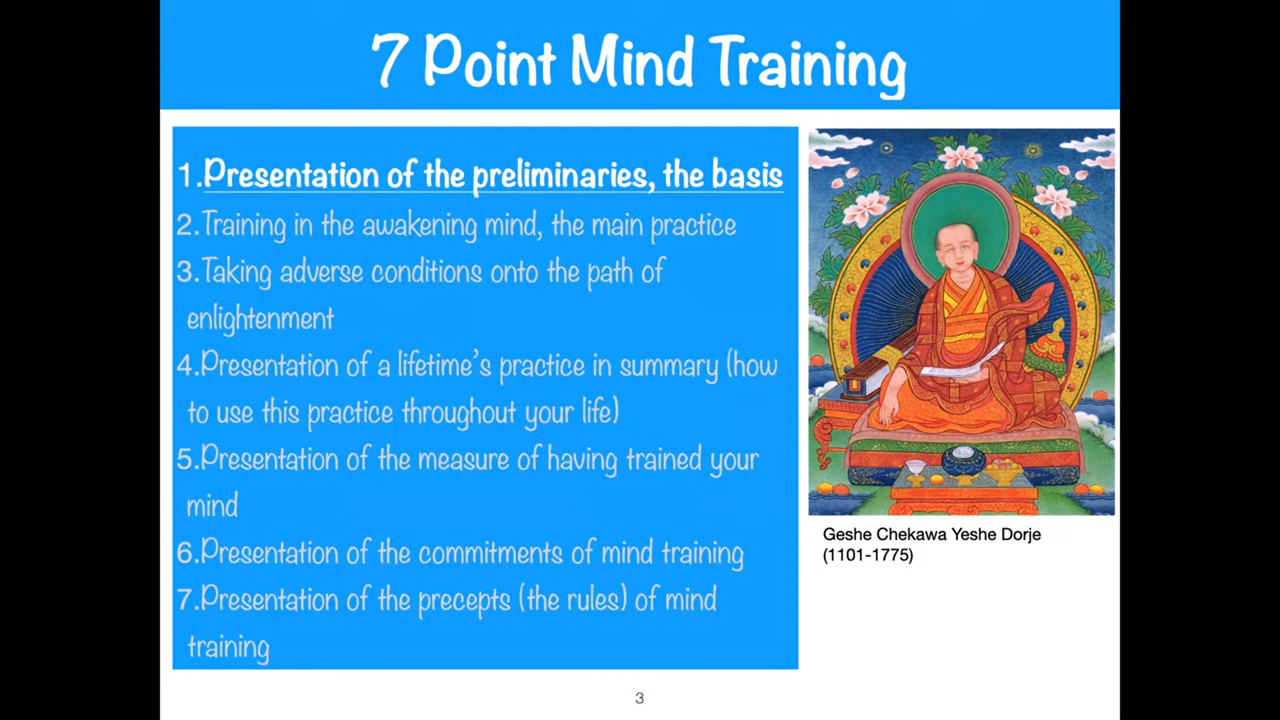 7 Point Mind Training
1.Presentation of the preliminaries, the basis
2.Training in the awakening mind, the main practice
3.Taking adverse conditions onto the path of
enlightenment
4.Presentation of a lifetime's practice in summary (how
to use this practice throughout your life)
5.Presentation of the measure of having trained your
mind
6.Presentation of the commitments of mind training
7.Presentation of the precepts (the rules) of mind
training
Geshe Chekawa Yeshe Dorje
(1101-1775)
3